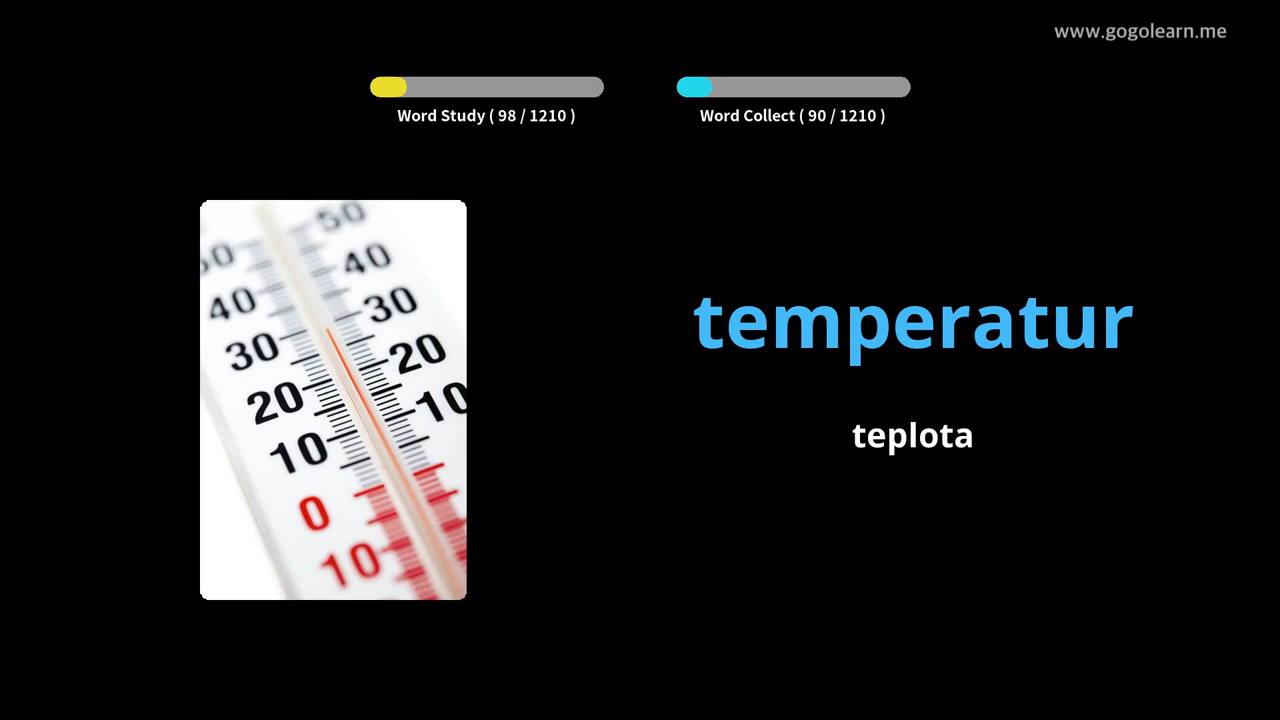 www.gogolearn.me
Word Study ( 98 / 1210 )
Word Collect ( 90 / 1210 )
50
40
40
30
30
20
20
10
10
0
10
temperatur
teplota